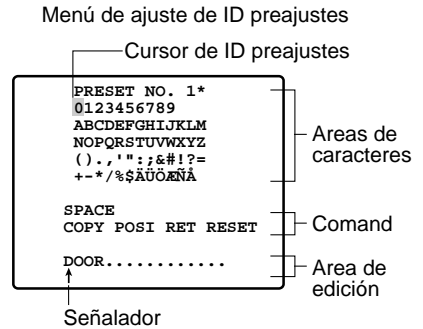 Menú de ajuste de ID preajustes
Cursor de ID preajustes
PRESET NO. 1*
0123456789
ABCDEFGHIJKLM
NOPQRSTUVWXYZ
().,'":;&#!?=
+-*/%$ÄÜÖÆÑÅ
Areas de
caracteres
SPACE
COPY POSI RET RESET
Comand
DOOR............
Area de
edición
Señalador